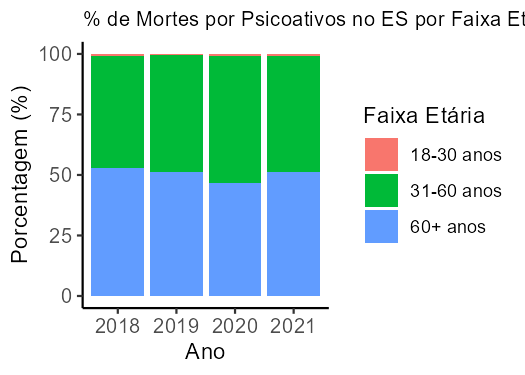 % de Mortes por Psicoativos no ES por Faixa Et
Porcentagem (%)
100
75
50
25
0
2018 2019 2020 2021
Ano
Faixa Etária
18-30 anos
31-60 anos
60+ anos